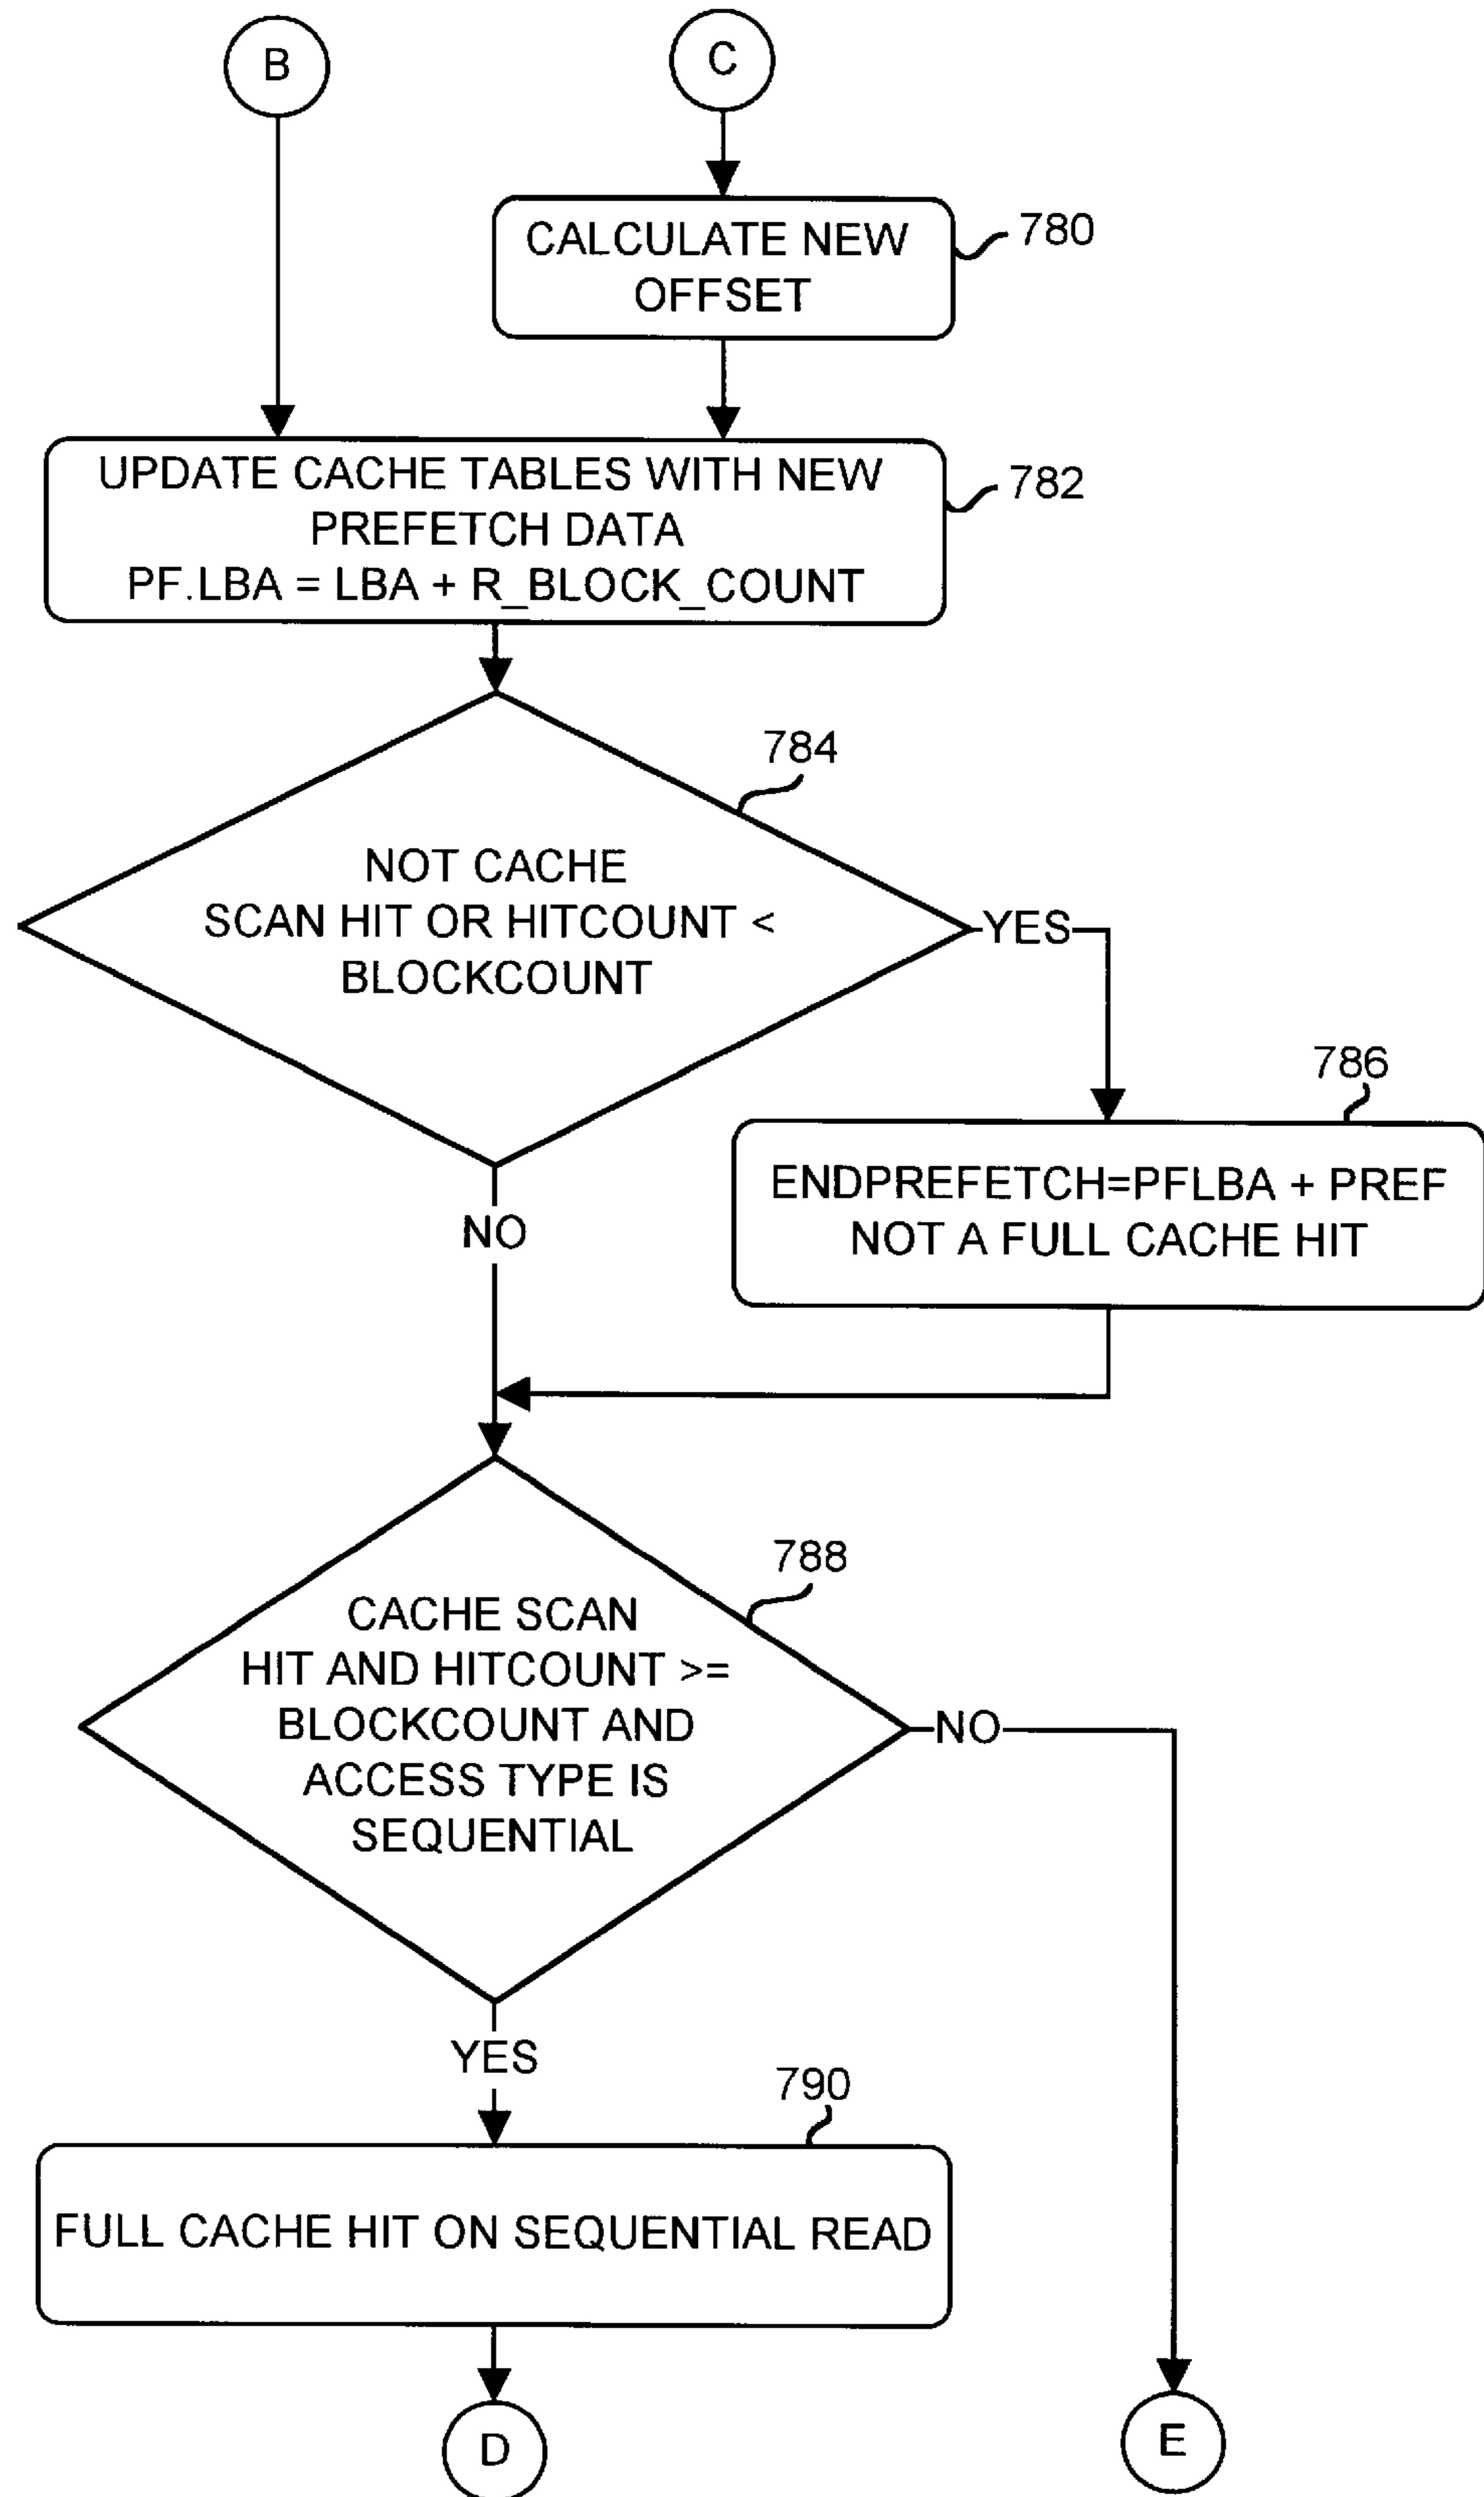 B
C
CALCULATE NEW
OFFSET
780
UPDATE CACHE TABLES WITH NEW
PREFETCH DATA
PF.LBA = LBA + R_BLOCK_COUNT
782
784
NOT CACHE
SCAN HIT OR HITCOUNT <
BLOCKCOUNT
YES
786
ENDPREFETCH=PFLBA + PREF
NOT A FULL CACHE HIT
NO
788
CACHE SCAN
HIT AND HITCOUNT >=
BLOCKCOUNT AND
ACCESS TYPE IS
SEQUENTIAL
NO
YES
790
FULL CACHE HIT ON SEQUENTIAL READ
D
E